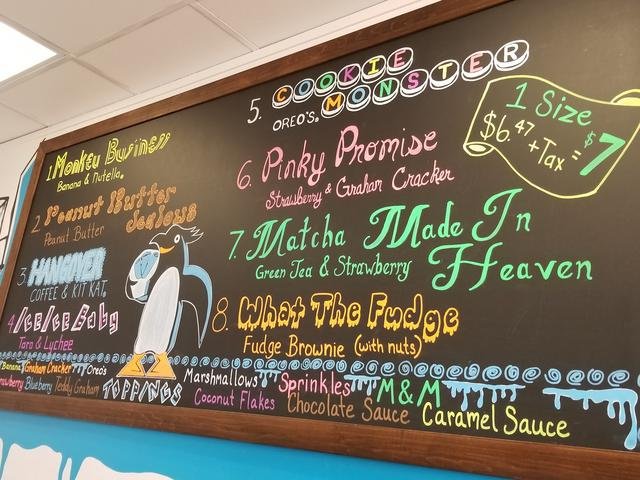 1. Monkey Business
Banana & Nutella.
2 Peanut Butter
Jealous
Peanut Butter
3 HANGOVER
COFFEE & KIT KAT.
4 Ice Ice Baby
Taro & Lychee
5. COOKIE
OREO'S. MONSTER
6. Pinky Promise
Strawberry & Graham Cracker
7. Matcha Made In
Heaven
Green Tea & Strawberry
8. What The Fudge
Fudge Brownie (with nuts)
1 Size
$6.47 + Tax = $7
TOPPINGS
Banana Graham Cracker Oreo's
rawberry Blueberry Teddy Graham
Marshmallows Sprinkles M&M
Coconut Flakes Chocolate Sauce Caramel Sauce